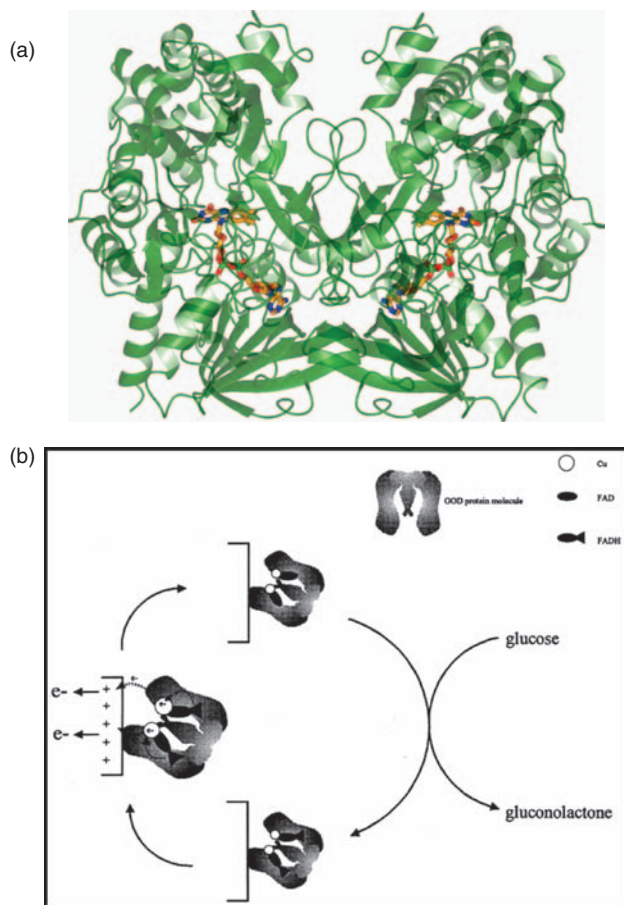 (a)
(b)
Cu
GOD protein molecule
FAD
FADH
glucose
e-
e-
e-
e-
e-
+
+
+
+
+
gluconolactone